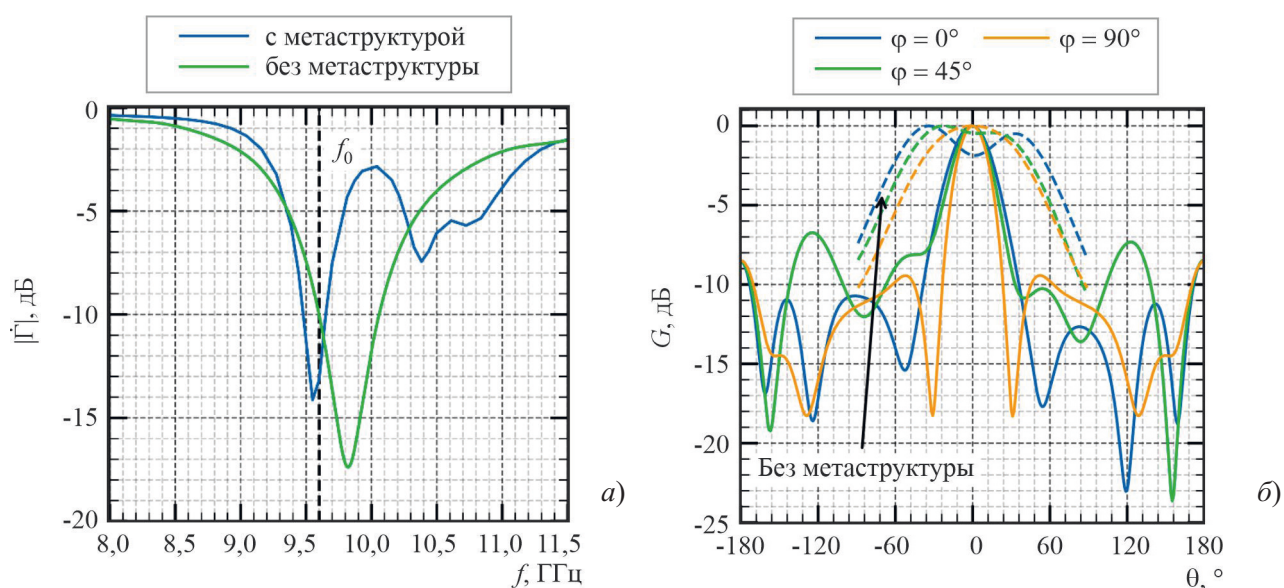 с метаструктурой
без метаструктуры
0
-5
-10
-15
-20
|Γ̇|, дБ
f₀
8,0 8,5 9,0 9,5 10,0 10,5 11,0 11,5
f, ГГц
а)
φ = 0° φ = 90°
φ = 45°
0
-5
-10
-15
-20
-25
G, дБ
Без метаструктуры
-180 -120 -60 0 60 120 180
θ, °
б)